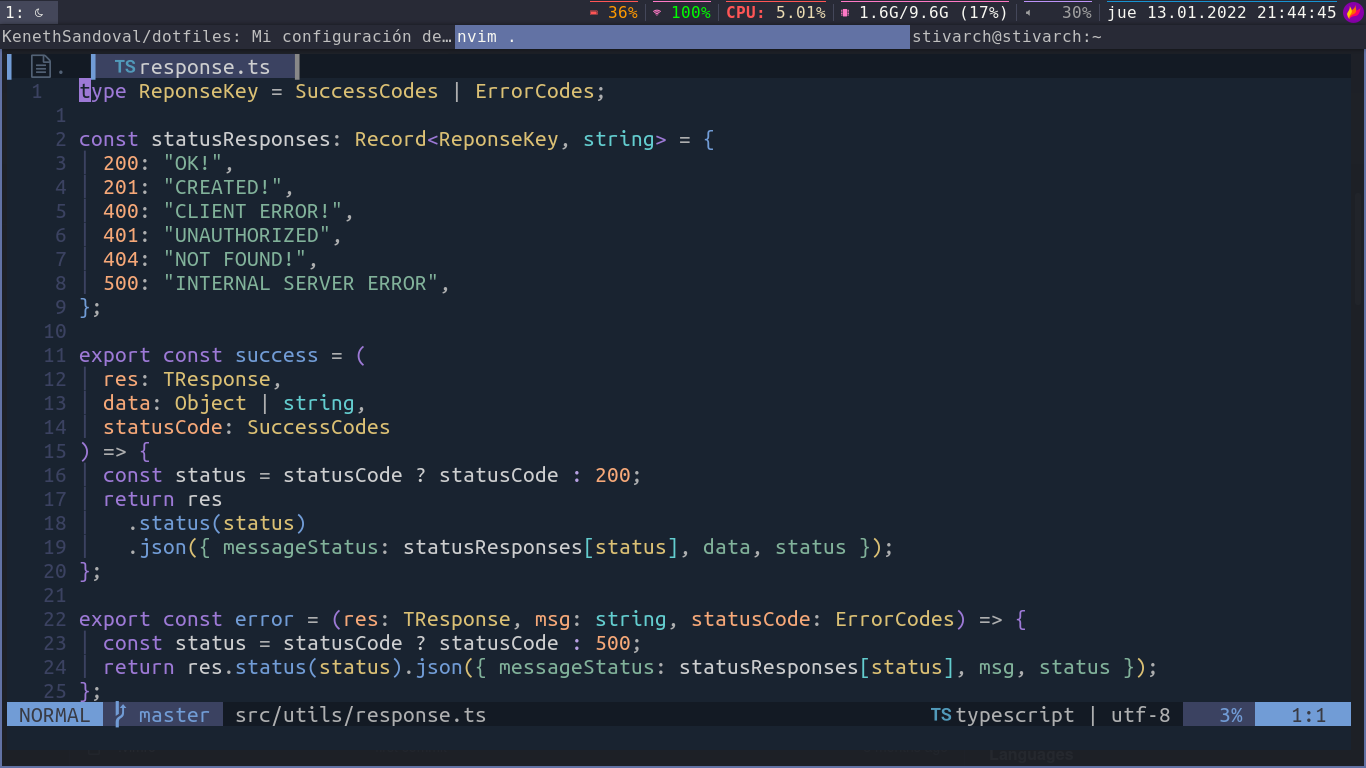 1: 36% 100% CPU: 5.01% 1.6G/9.6G (17%) 30% jue 13.01.2022 21:44:45
KenethSandoval/dotfiles: Mi configuración de… nvim . stivarch@stivarch:~
. TS response.ts
1 type ReponseKey = SuccessCodes | ErrorCodes;
1
2 const statusResponses: Record<ReponseKey, string> = {
3 200: "OK!",
4 201: "CREATED!",
5 400: "CLIENT ERROR!",
6 401: "UNAUTHORIZED",
7 404: "NOT FOUND!",
8 500: "INTERNAL SERVER ERROR",
9 };
10
11 export const success = (
12 res: TResponse,
13 data: Object | string,
14 statusCode: SuccessCodes
15 ) => {
16 const status = statusCode ? statusCode : 200;
17 return res
18 .status(status)
19 .json({ messageStatus: statusResponses[status], data, status });
20 };
21
22 export const error = (res: TResponse, msg: string, statusCode: ErrorCodes) => {
23 const status = statusCode ? statusCode : 500;
24 return res.status(status).json({ messageStatus: statusResponses[status], msg, status });
25 };
NORMAL master src/utils/response.ts TS typescript | utf-8 3% 1:1
Languages